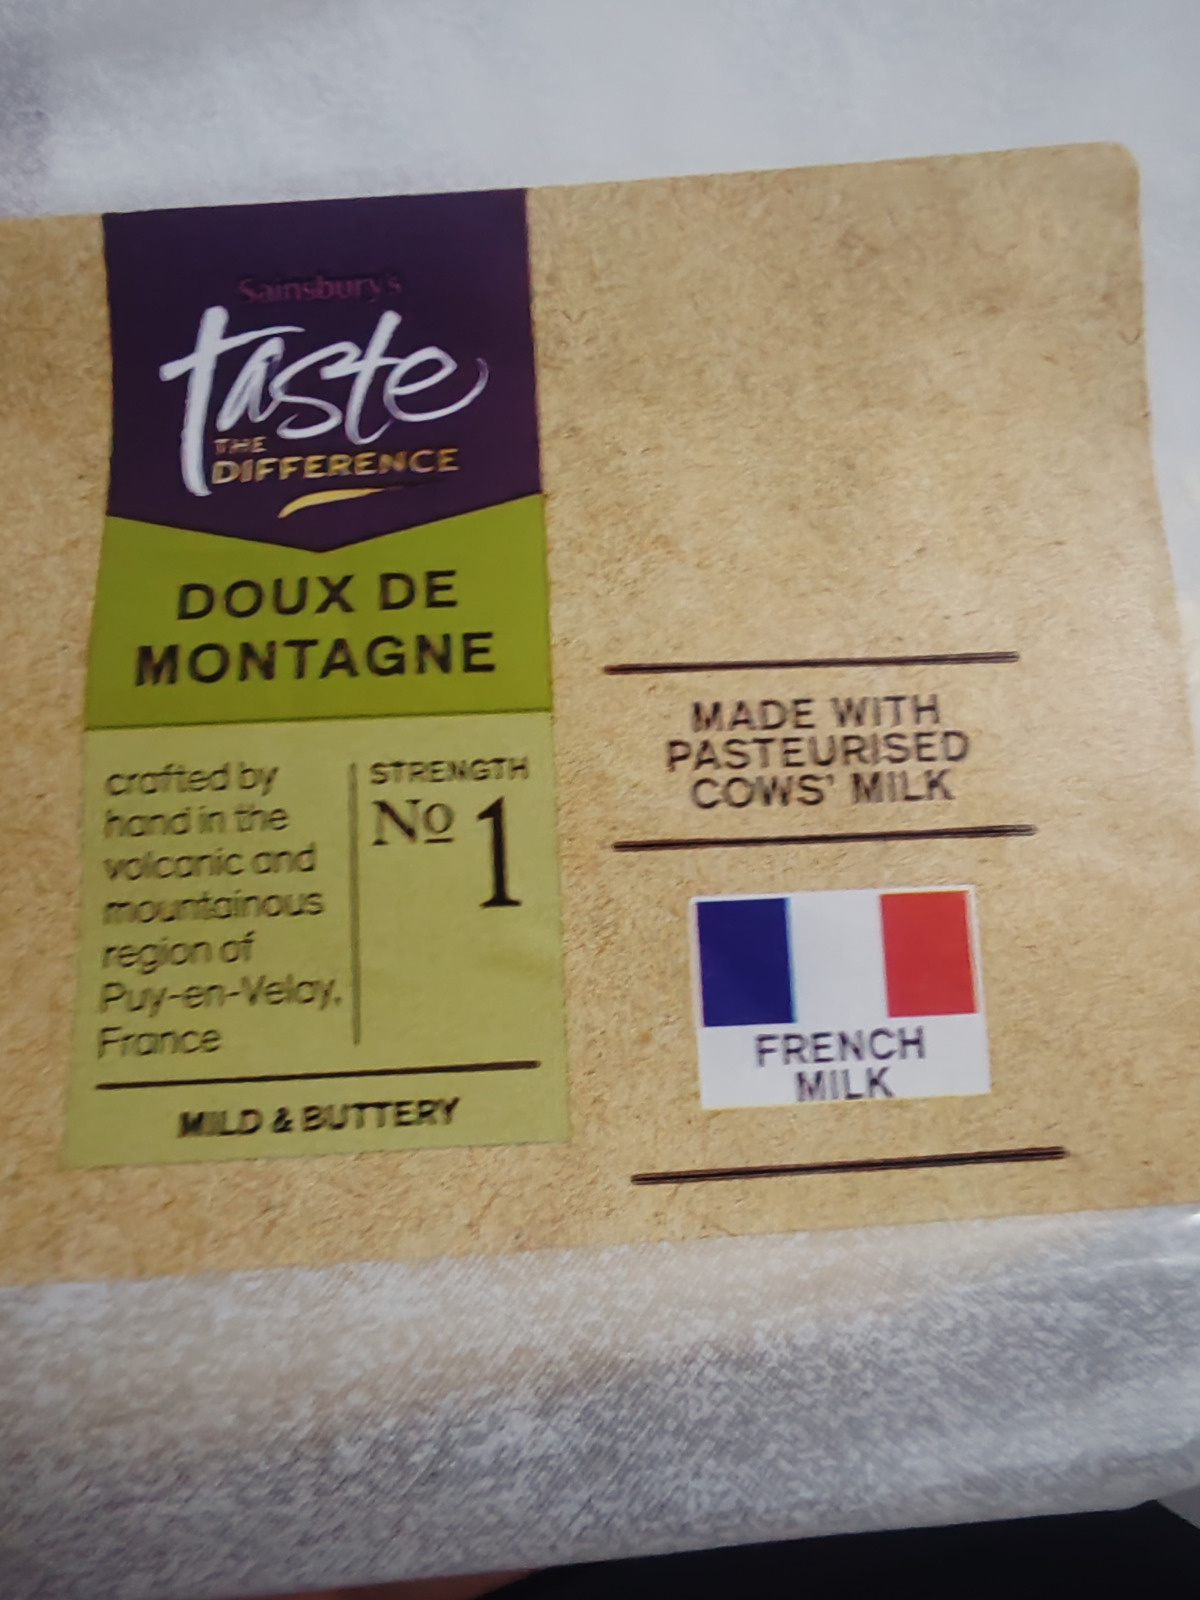 Sainsbury's
taste
THE
DIFFERENCE
DOUX DE
MONTAGNE
crafted by
hand in the
volcanic and
mountainous
region of
Puy-en-Velay,
France
STRENGTH
No 1
MILD & BUTTERY
MADE WITH
PASTEURISED
COWS' MILK
FRENCH
MILK